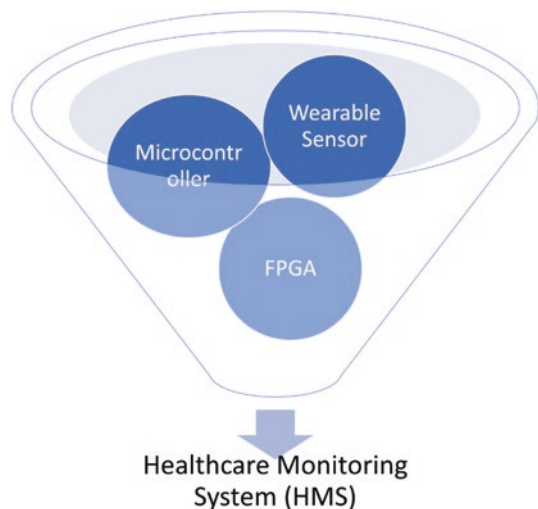 Wearable
Sensor
Microcontr
oller
FPGA
Healthcare Monitoring
System (HMS)